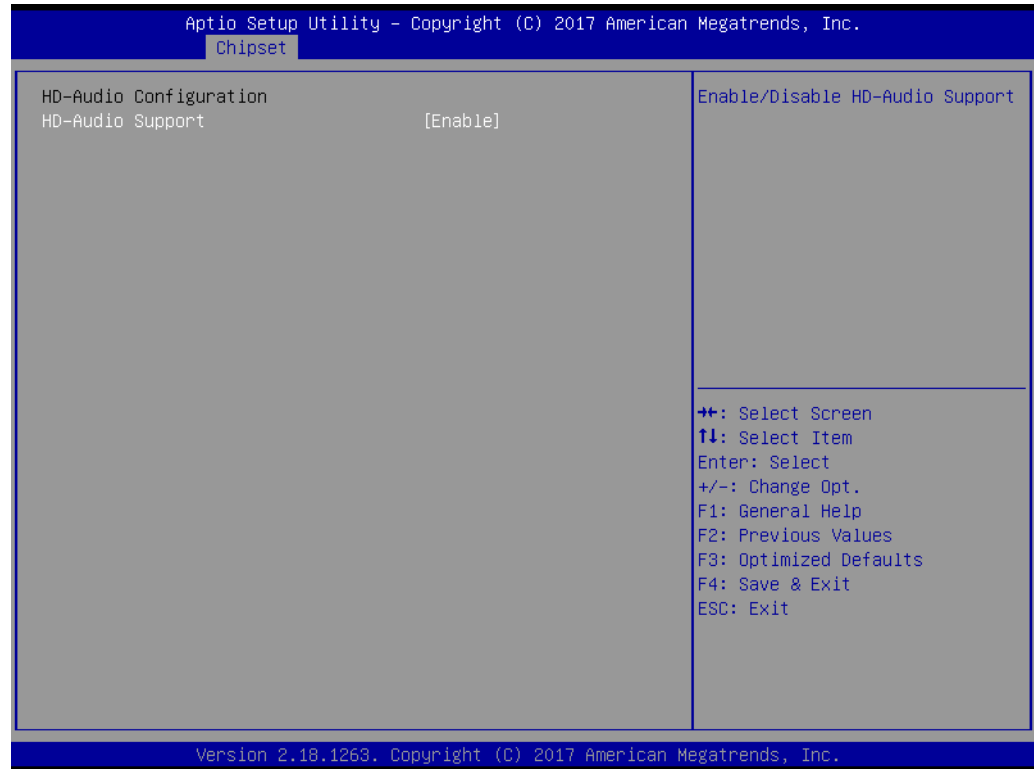 Aptio Setup Utility – Copyright (C) 2017 American Megatrends, Inc.
Chipset
HD-Audio Configuration
HD-Audio Support [Enable]
Enable/Disable HD-Audio Support
→←: Select Screen
↑↓: Select Item
Enter: Select
+/-: Change Opt.
F1: General Help
F2: Previous Values
F3: Optimized Defaults
F4: Save & Exit
ESC: Exit
Version 2.18.1263. Copyright (C) 2017 American Megatrends, Inc.